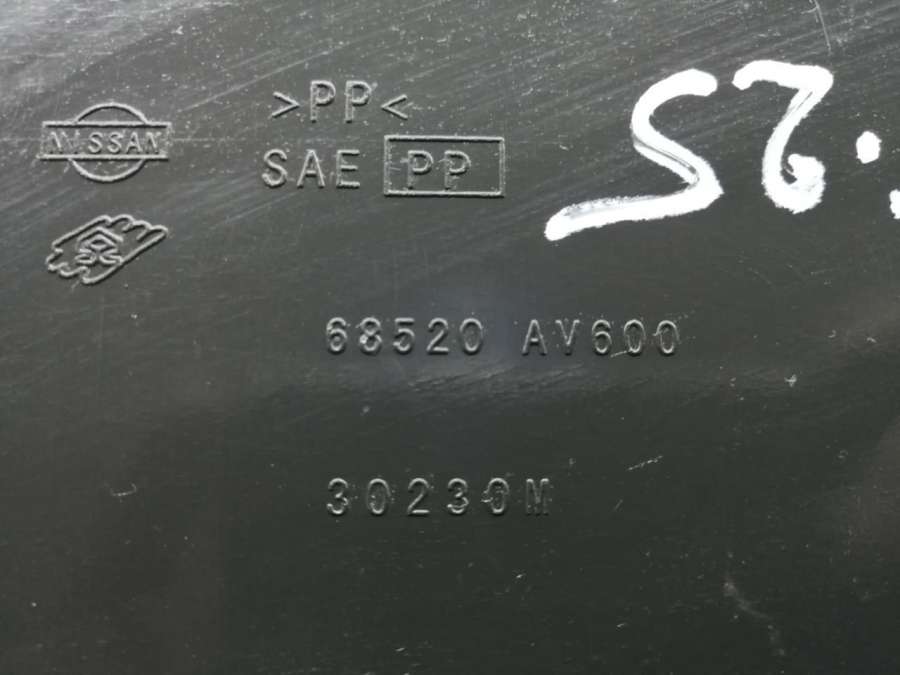 NISSAN
>PP<
SAE PP
68520 AV600
30230M